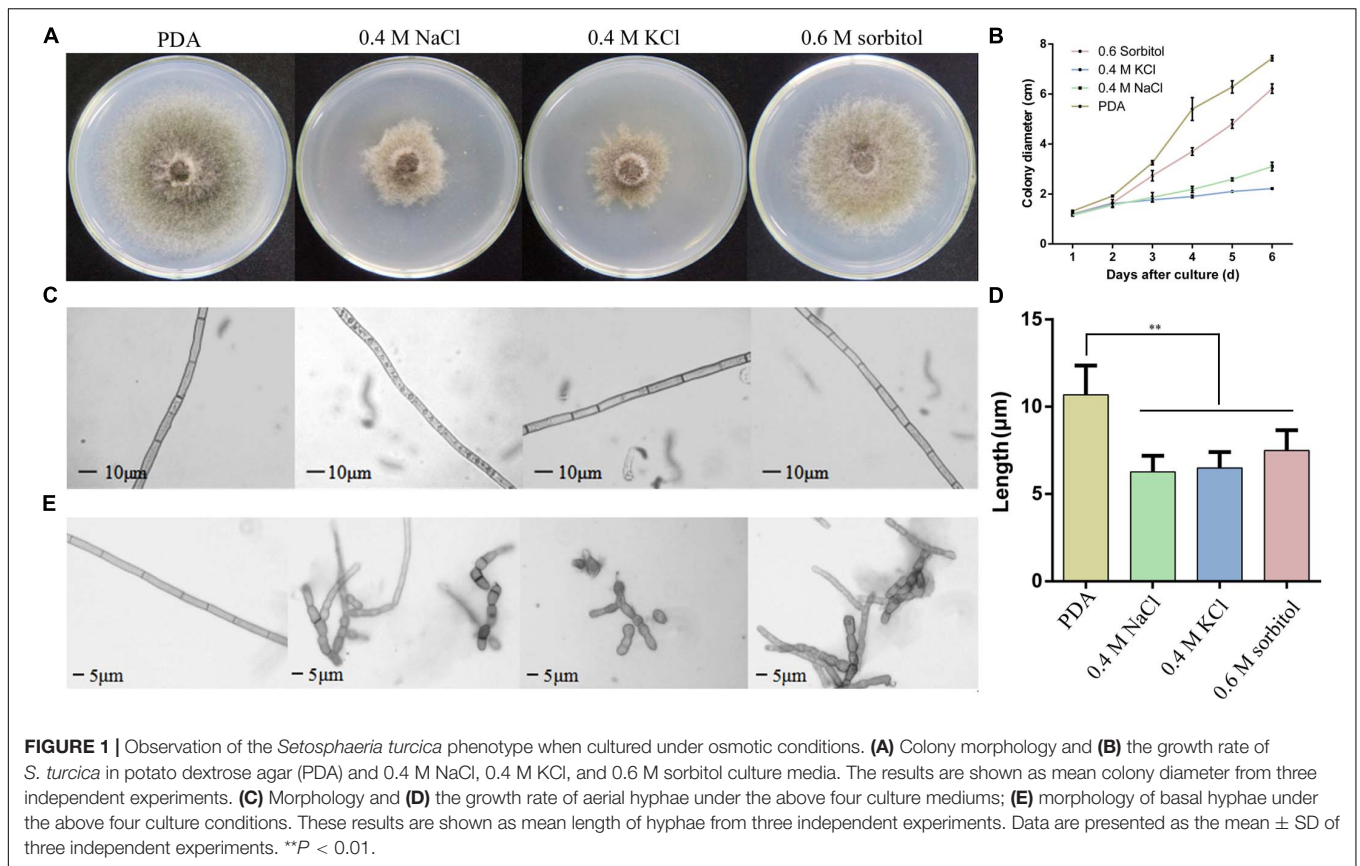 A
PDA
0.4 M NaCl
0.4 M KCl
0.6 M sorbitol
B
8
6
4
2
0
Colony diameter (cm)
0.6 Sorbitol
0.4 M KCl
0.4 M NaCl
PDA
1 2 3 4 5 6
Days after culture (d)
C
10μm
10μm
10μm
10μm
D
15
10
5
0
Length(μm)
**
PDA
0.4 M NaCl
0.4 M KCl
0.6 M sorbitol
E
5μm
5μm
5μm
5μm
FIGURE 1 | Observation of the Setosphaeria turcica phenotype when cultured under osmotic conditions. (A) Colony morphology and (B) the growth rate of
S. turcica in potato dextrose agar (PDA) and 0.4 M NaCl, 0.4 M KCl, and 0.6 M sorbitol culture media. The results are shown as mean colony diameter from three
independent experiments. (C) Morphology and (D) the growth rate of aerial hyphae under the above four culture mediums; (E) morphology of basal hyphae under
the above four culture conditions. These results are shown as mean length of hyphae from three independent experiments. Data are presented as the mean ± SD of
three independent experiments. **P < 0.01.